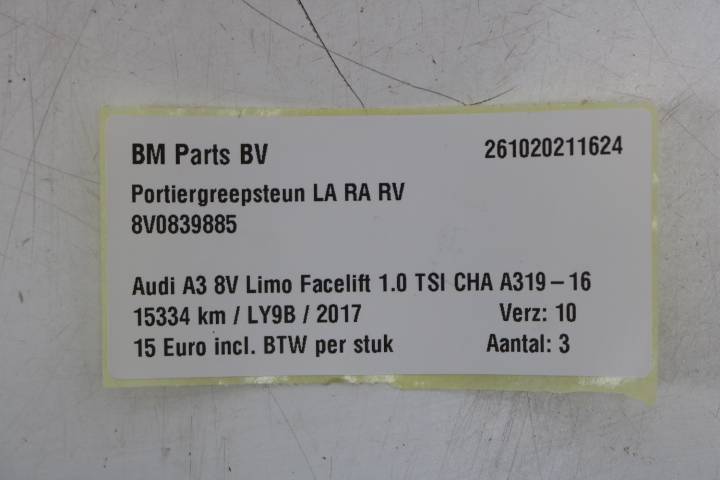 BM Parts BV 261020211624
Portiergreepsteun LA RA RV
8V0839885
Audi A3 8V Limo Facelift 1.0 TSI CHA A319-16
15334 km / LY9B / 2017 Verz: 10
15 Euro incl. BTW per stuk Aantal: 3